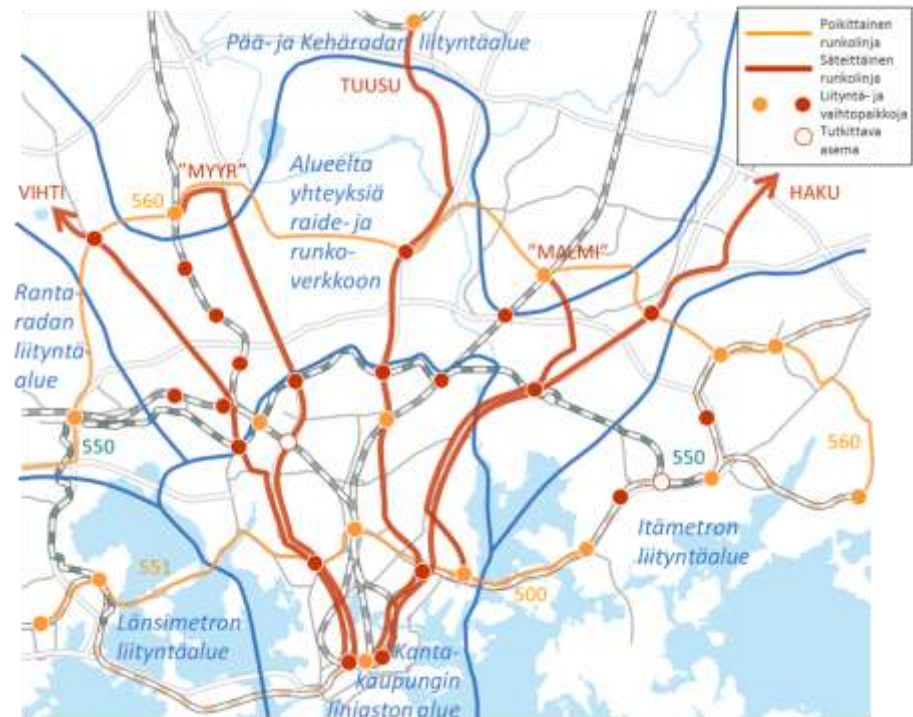 Pää- ja Kehäradan liityntäalue
TUUSU
Poikittainen
runkolinja
Säteittäinen
runkolinja
Liityntä- ja
vaihtopaikkoja
Tutkittava
asema
"MYYR"
VIHTI
560
Alueelta
yhteyksiä
raide- ja
runko-
verkkoon
HAKU
"MALMI"
Ranta-
radan
liityntä-
alue
550
550
560
Itämetron
liityntäalue
551
500
Länsimetron
liityntäalue
Kanta-
kaupungin
linjaston alue